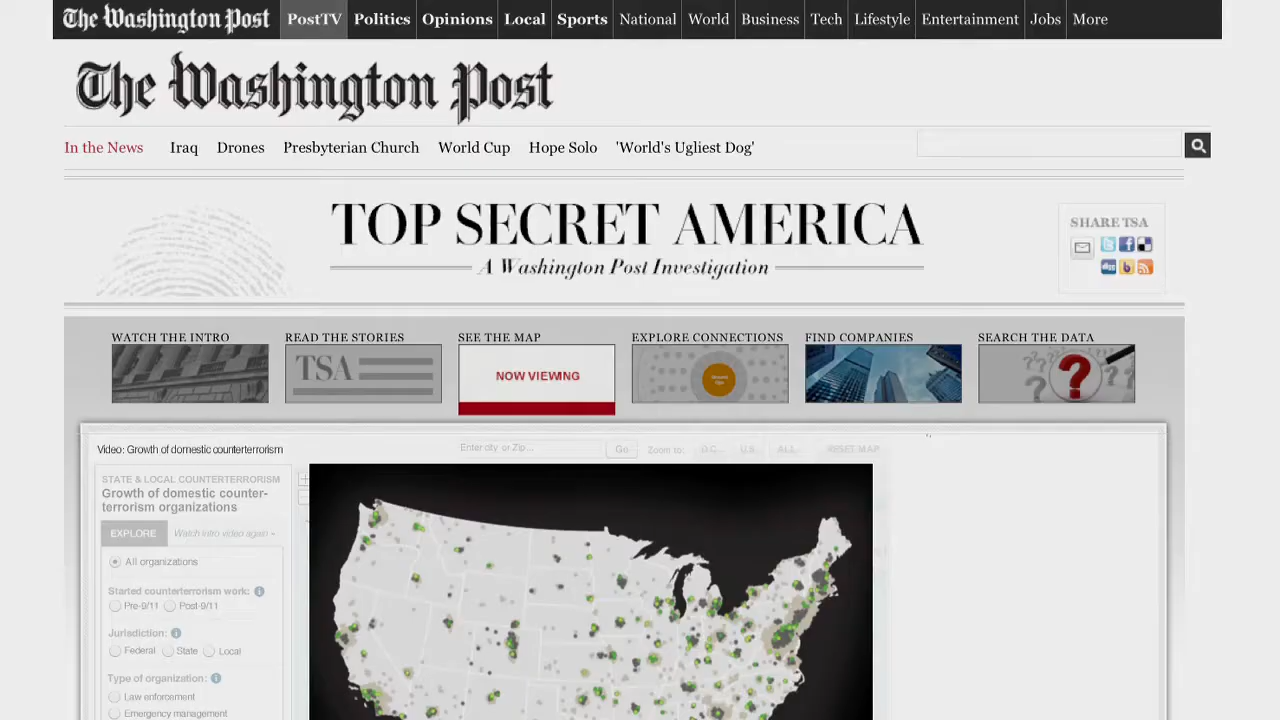 The Washington Post PostTV Politics Opinions Local Sports National World Business Tech Lifestyle Entertainment Jobs More
The Washington Post
In the News Iraq Drones Presbyterian Church World Cup Hope Solo 'World's Ugliest Dog'
TOP SECRET AMERICA
A Washington Post Investigation
SHARE TSA
WATCH THE INTRO READ THE STORIES SEE THE MAP EXPLORE CONNECTIONS FIND COMPANIES SEARCH THE DATA
TSA NOW VIEWING
Video: Growth of domestic counterterrorism Enter city or Zip... Go Zoom to: D.C. U.S. ALL RESET MAP
STATE & LOCAL COUNTERTERRORISM
Growth of domestic counter-
terrorism organizations
EXPLORE Watch intro video again
All organizations
Started counterterrorism work:
Pre-9/11 Post-9/11
Jurisdiction:
Federal State Local
Type of organization:
Law enforcement
Emergency management